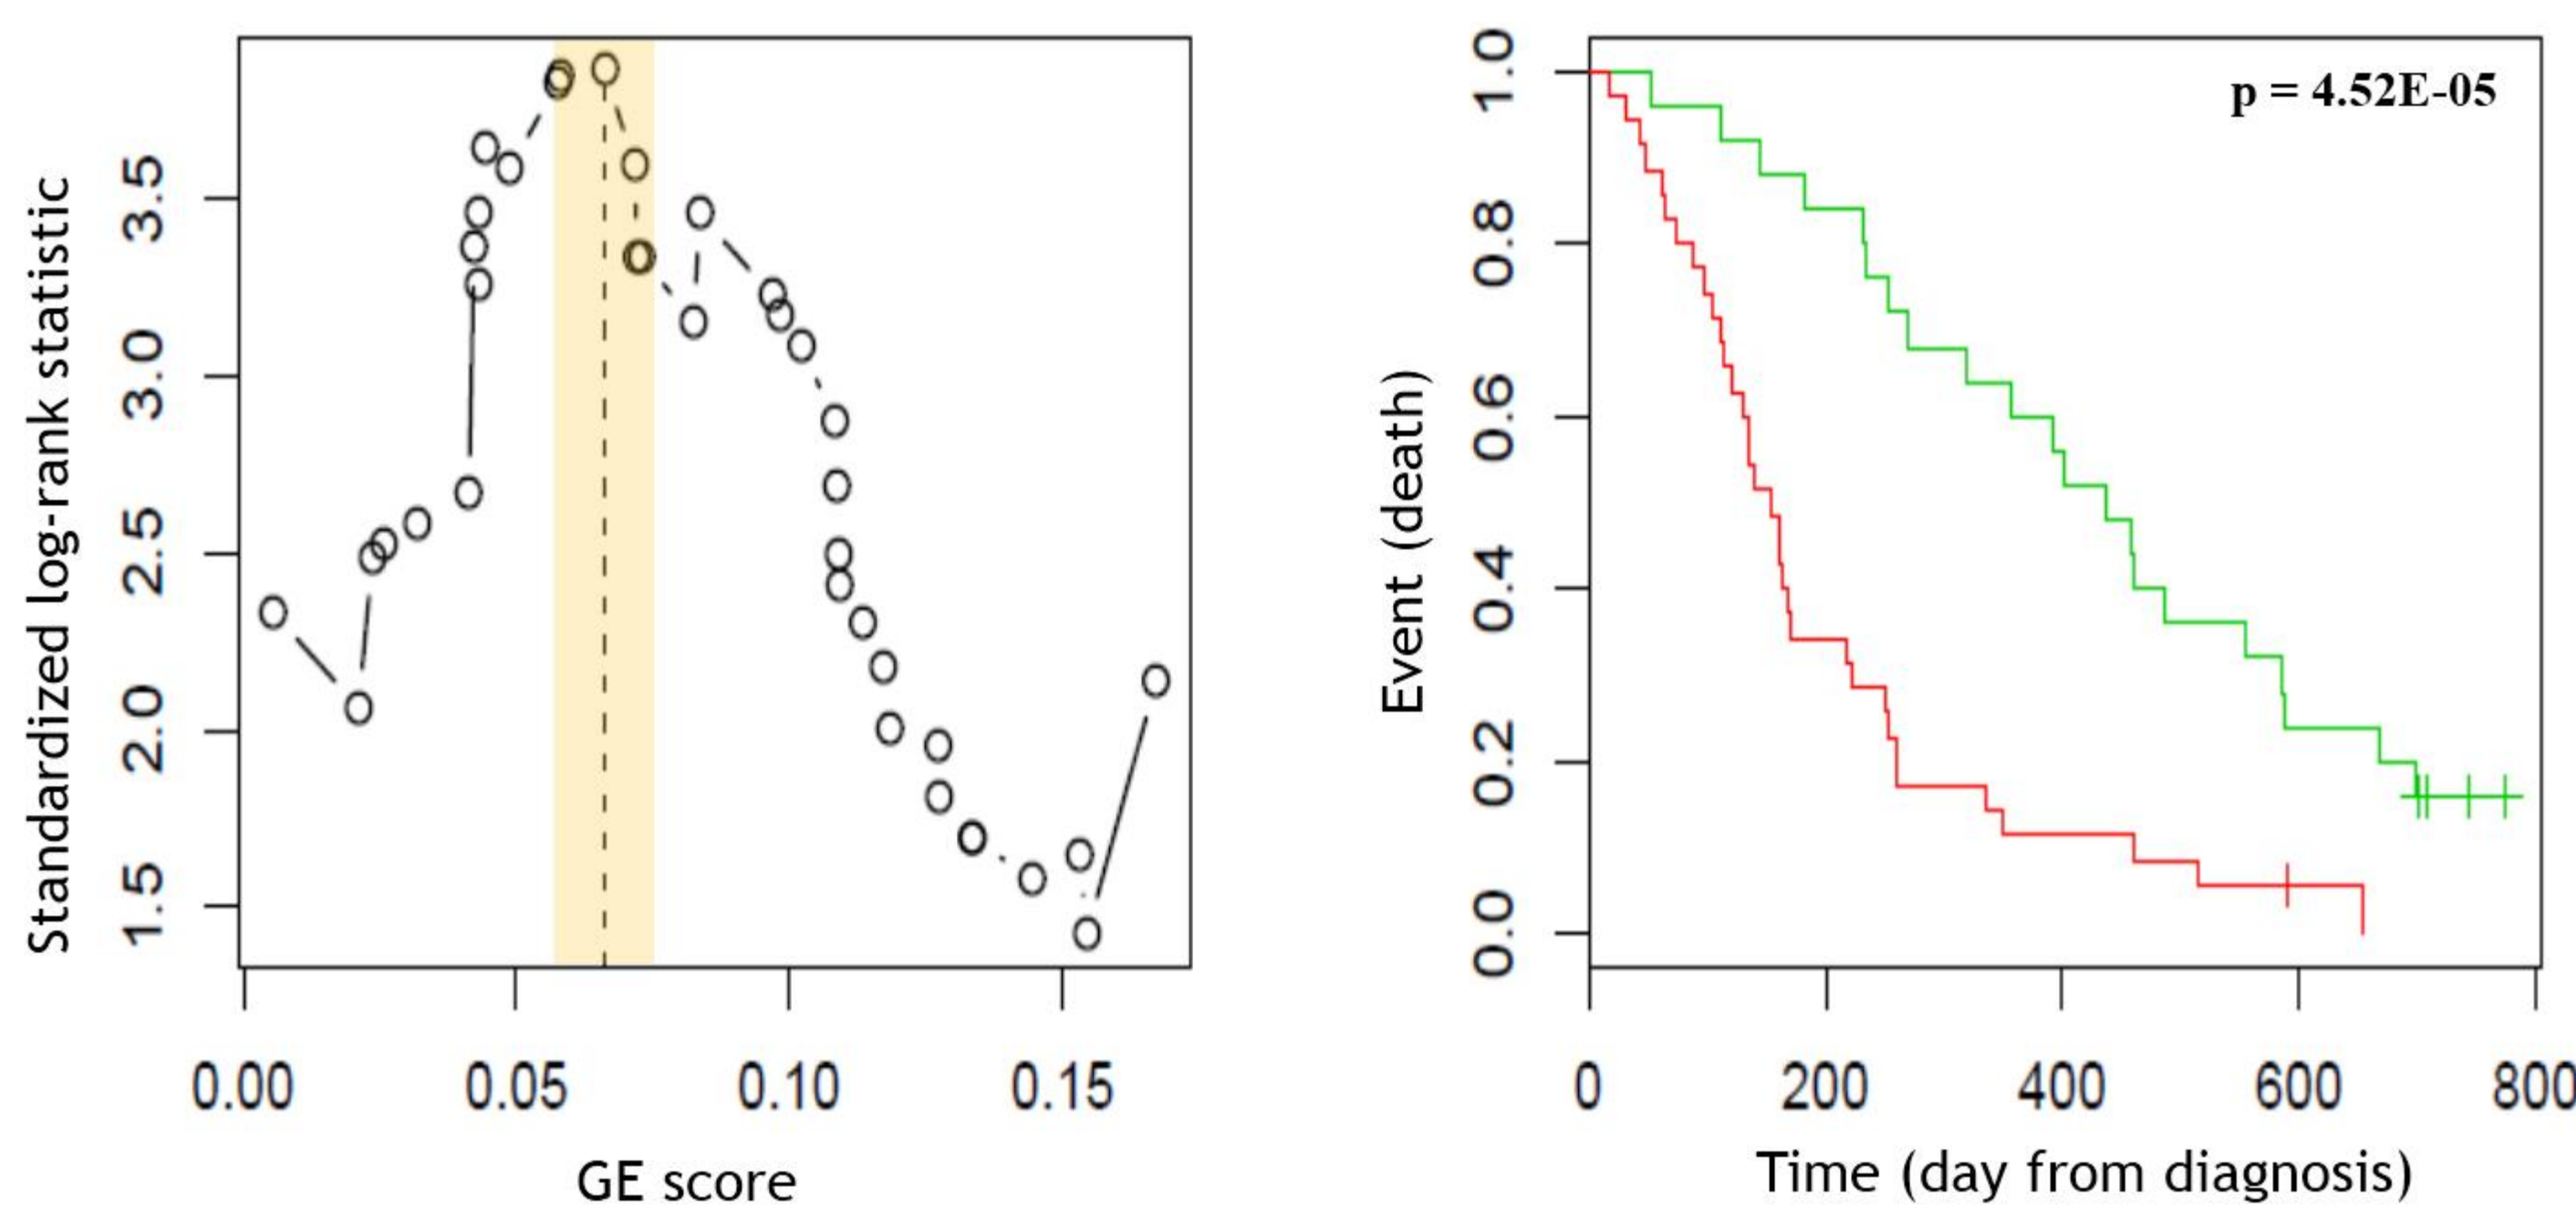 Standardized log-rank statistic
3.5
3.0
2.5
2.0
1.5
0.00 0.05 0.10 0.15
GE score
p = 4.52E-05
Event (death)
1.0
0.8
0.6
0.4
0.2
0.0
0 200 400 600 800
Time (day from diagnosis)